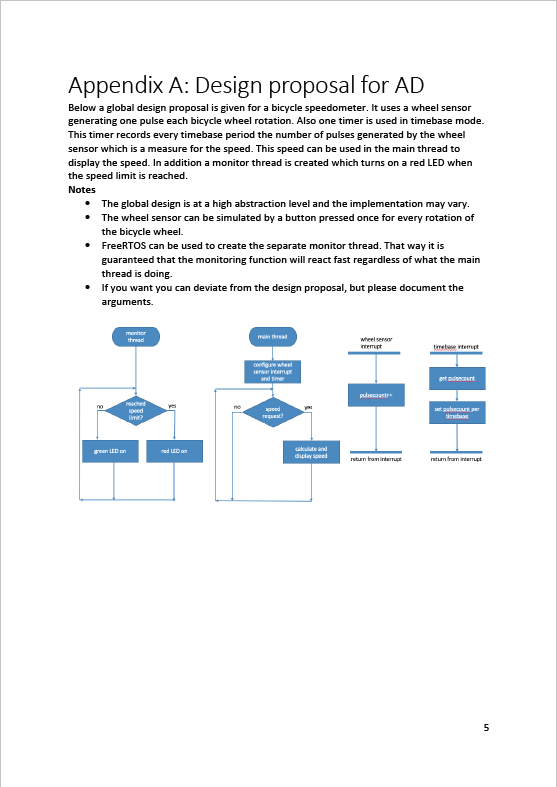 Appendix A: Design proposal for AD
Below a global design proposal is given for a bicycle speedometer. It uses a wheel sensor
generating one pulse each bicycle wheel rotation. Also one timer is used in timebase mode.
This timer records every timebase period the number of pulses generated by the wheel
sensor which is a measure for the speed. This speed can be used in the main thread to
display the speed. In addition a monitor thread is created which turns on a red LED when
the speed limit is reached.
Notes
• The global design is at a high abstraction level and the implementation may vary.
• The wheel sensor can be simulated by a button pressed once for every rotation of
the bicycle wheel.
• FreeRTOS can be used to create the separate monitor thread. That way it is
guaranteed that the monitoring function will react fast regardless of what the main
thread is doing.
• If you want you can deviate from the design proposal, but please document the
arguments.
monitor
thread
reached
speed
limit?
no
yes
green LED on
red LED on
main thread
configure wheel
sensor interrupt
and timer
speed
request?
no
yes
calculate and
display speed
wheel sensor
interrupt
pulsecount++
return from interrupt
timebase interrupt
get pulsecount
set pulsecount per
timebase
return from interrupt
5